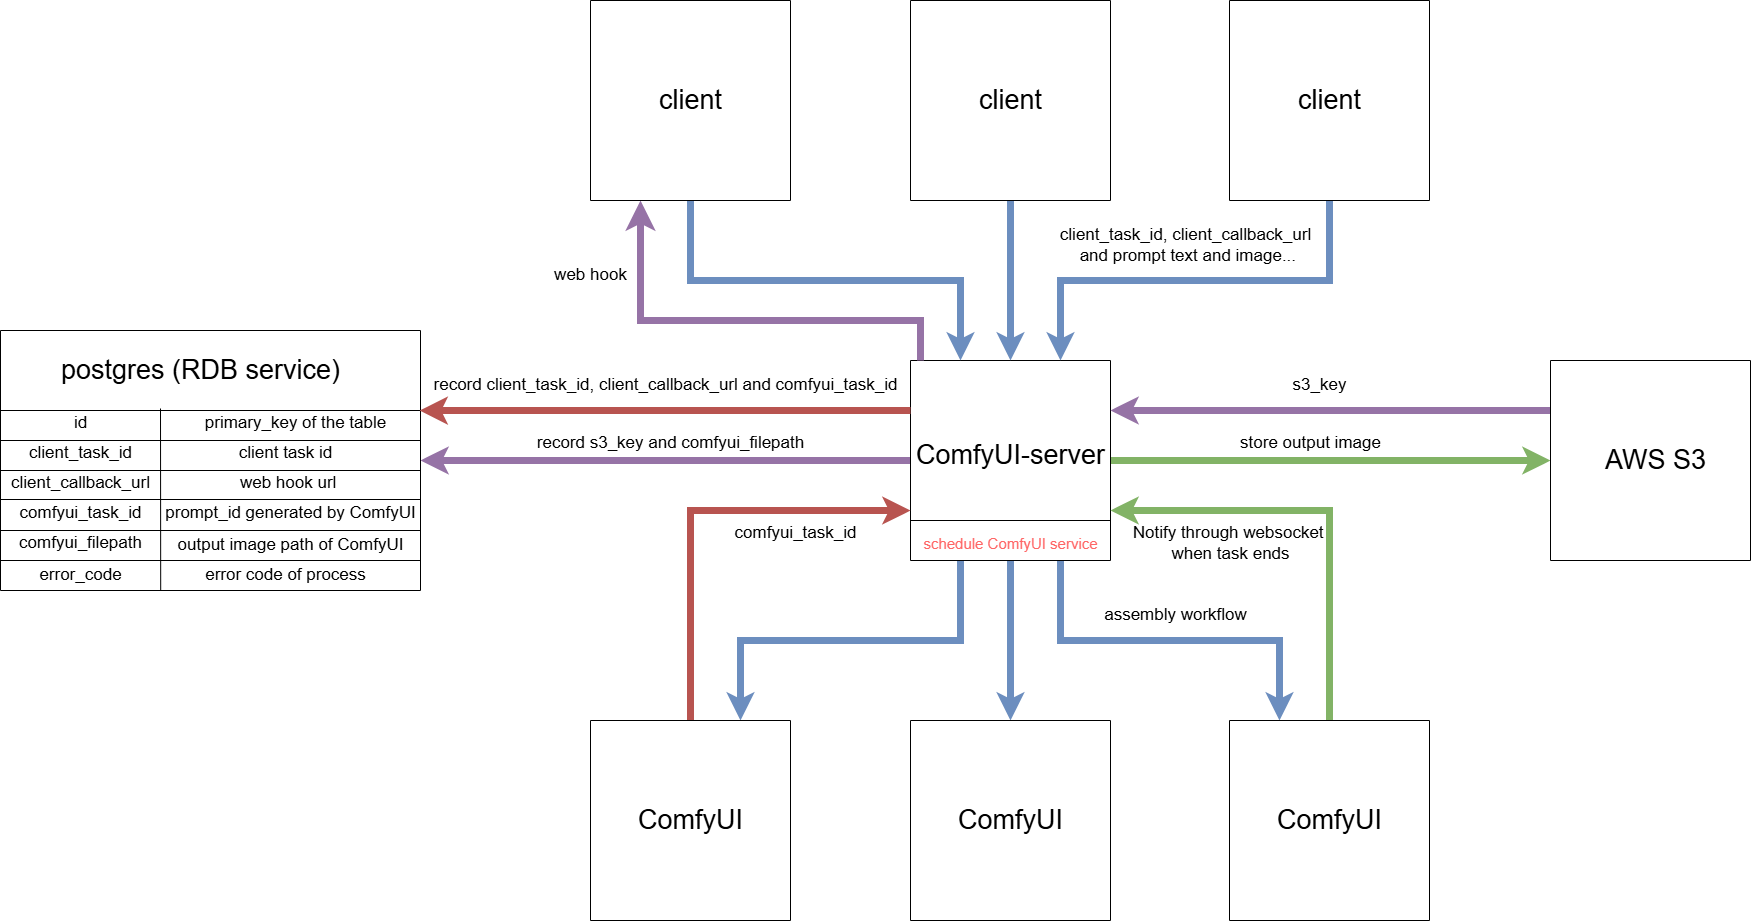 client
client
client
client_task_id, client_callback_url
and prompt text and image...
web hook
postgres (RDB service)
record client_task_id, client_callback_url and comfyui_task_id
s3_key
id
primary_key of the table
client_task_id
client task id
record s3_key and comfyui_filepath
store output image
ComfyUI-server
AWS S3
client_callback_url
web hook url
comfyui_task_id
prompt_id generated by ComfyUI
comfyui_filepath
output image path of ComfyUI
error_code
error code of process
comfyui_task_id
schedule ComfyUI service
Notify through websocket
when task ends
assembly workflow
ComfyUI
ComfyUI
ComfyUI